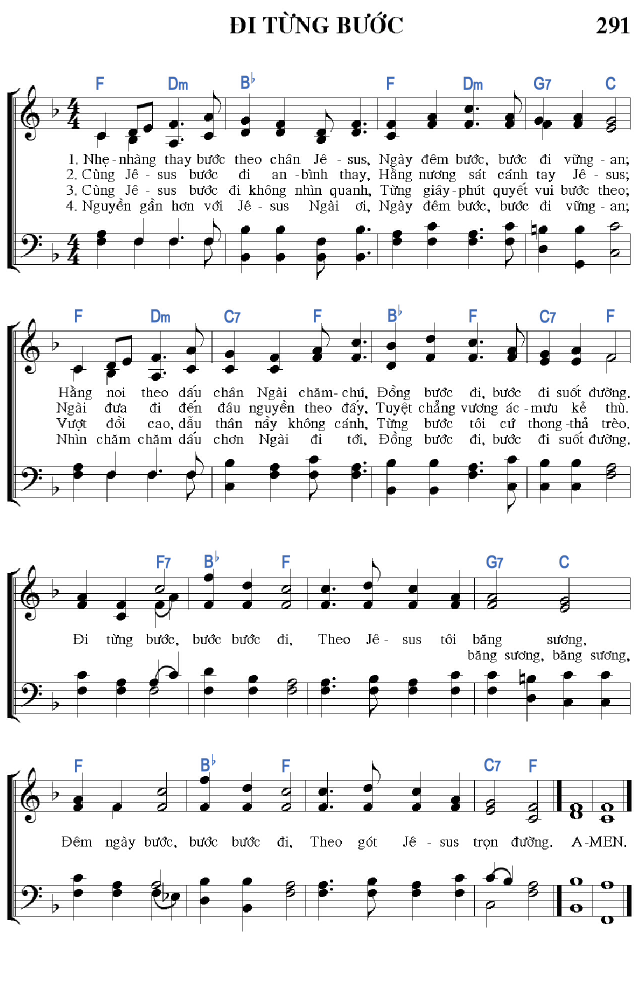 ĐI TỪNG BƯỚC 291
F Dm B♭ F Dm G7 C
1. Nhẹ-nhàng thay bước theo chân Jê-sus, Ngày đêm bước, bước đi vững-an;
2. Cùng Jê-sus bước đi an-bình thay, Hằng nương sát cánh tay Jê-sus;
3. Cùng Jê-sus bước đi không nhìn quanh, Từng giây-phút quyết vui bước theo;
4. Nguyền gần hơn với Jê-sus Ngài ơi, Ngày đêm bước, bước đi vững-an;
F Dm C7 F B♭ F C7 F
Hằng noi theo dấu chân Ngài chăm-chú, Đồng bước đi, bước đi suốt đường.
Ngài đưa đi đến đâu nguyền theo đấy, Tuyệt chẳng vương ác-mưu kẻ thù.
Vượt đồi cao, dẫu thân nầy không cánh, Từng bước tôi cứ thong-thả trèo.
Nhìn chăm chăm dấu chơn Ngài đi tới, Đồng bước đi, bước đi suốt đường.
F7 B♭ F G7 C
Đi từng bước, bước bước đi, Theo Jê-sus tôi băng sương,
băng sương, băng sương,
F B♭ F C7 F
Đêm ngày bước, bước bước đi, Theo gót Jê-sus trọn đường. A-MEN.